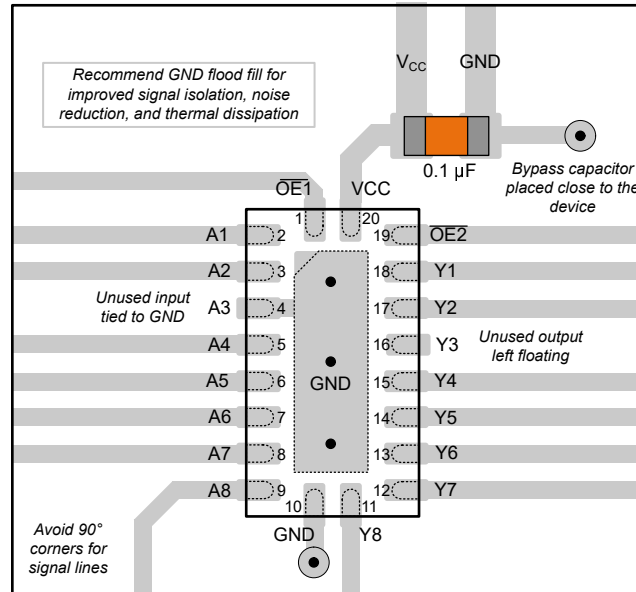 Recommend GND flood fill for
improved signal isolation, noise
reduction, and thermal dissipation
VCC GND
0.1 µF
Bypass capacitor
placed close to the
device
OE1 VCC
1 20
A1 2 19 OE2
A2 3 18 Y1
Unused input
tied to GND
A3 4 17 Y2
A4 5 16 Y3
Unused output
left floating
A5 6 GND 15 Y4
A6 7 14 Y5
A7 8 13 Y6
A8 9 12 Y7
10 11
GND Y8
Avoid 90°
corners for
signal lines